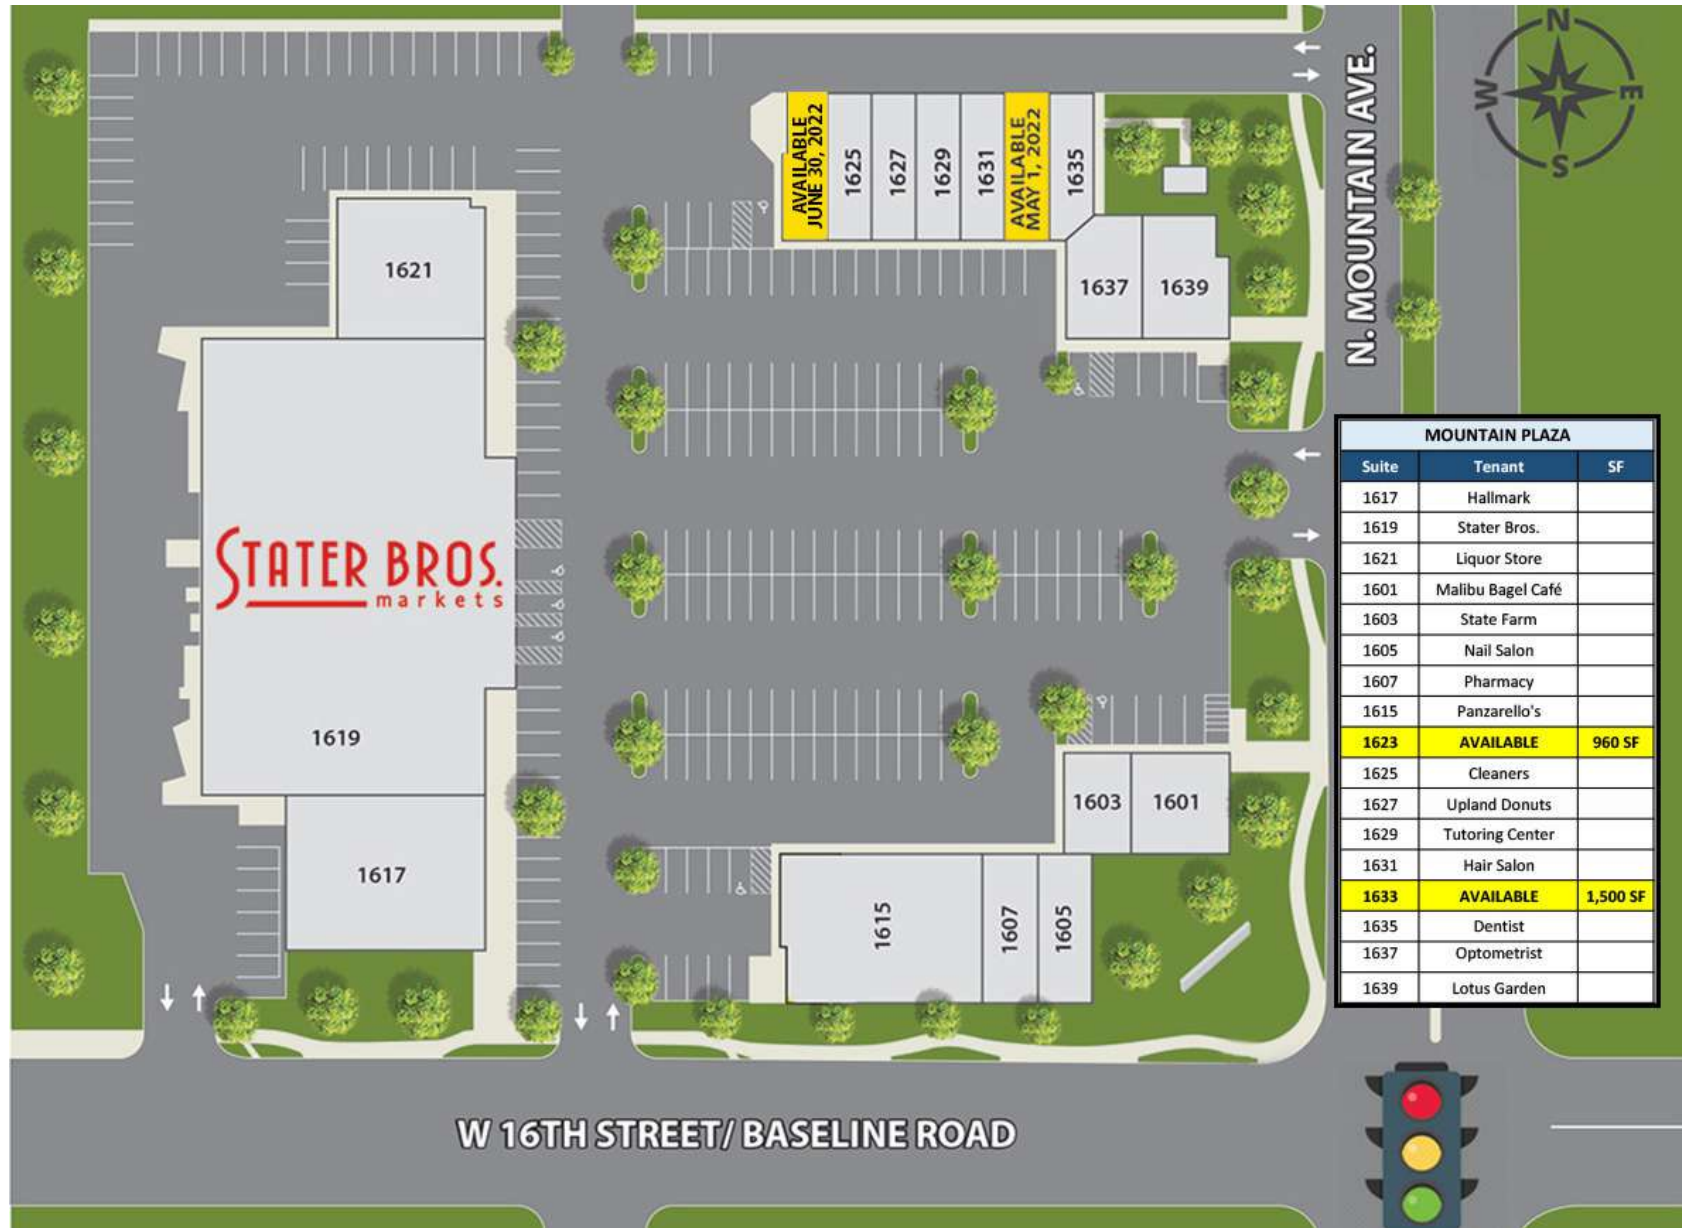 N
W
E
S
N. MOUNTAIN AVE.
AVAILABLE
JUNE 30, 2022
1625
1627
1629
1631
AVAILABLE
MAY 1, 2022
1635
1637
1639
1621
STATER BROS.
markets
1619
1617
1603
1601
1615
1607
1605
MOUNTAIN PLAZA
Suite Tenant SF
1617 Hallmark
1619 Stater Bros.
1621 Liquor Store
1601 Malibu Bagel Café
1603 State Farm
1605 Nail Salon
1607 Pharmacy
1615 Panzarello's
1623 AVAILABLE 960 SF
1625 Cleaners
1627 Upland Donuts
1629 Tutoring Center
1631 Hair Salon
1633 AVAILABLE 1,500 SF
1635 Dentist
1637 Optometrist
1639 Lotus Garden
W 16TH STREET/ BASELINE ROAD